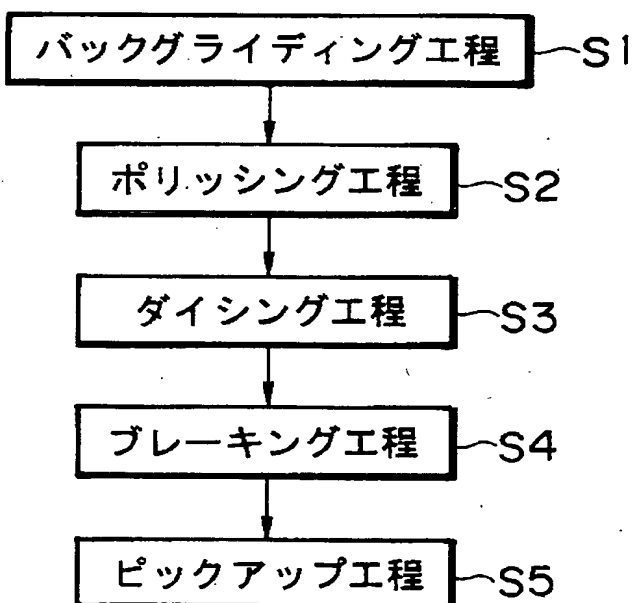 バックグライディング工程 S1
ポリッシング工程 S2
ダイシング工程 S3
ブレーキング工程 S4
ピックアップ工程 S5